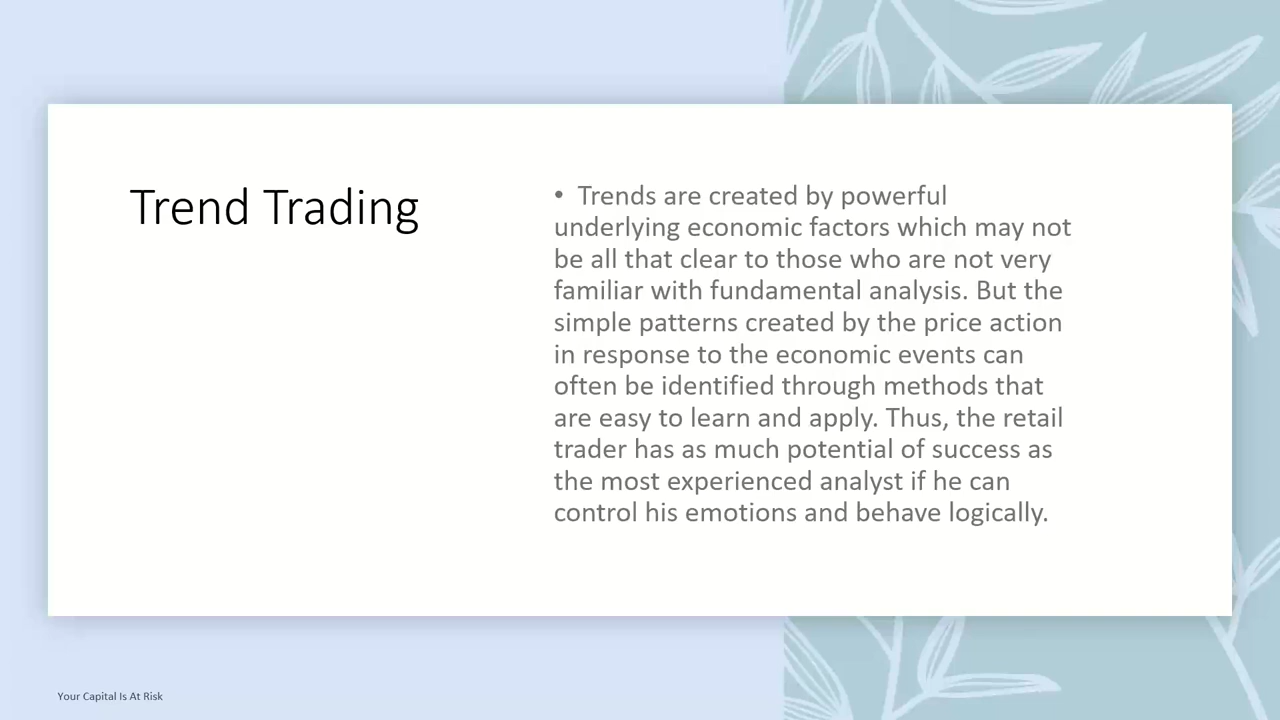 Trend Trading
• Trends are created by powerful
underlying economic factors which may not
be all that clear to those who are not very
familiar with fundamental analysis. But the
simple patterns created by the price action
in response to the economic events can
often be identified through methods that
are easy to learn and apply. Thus, the retail
trader has as much potential of success as
the most experienced analyst if he can
control his emotions and behave logically.
Your Capital Is At Risk